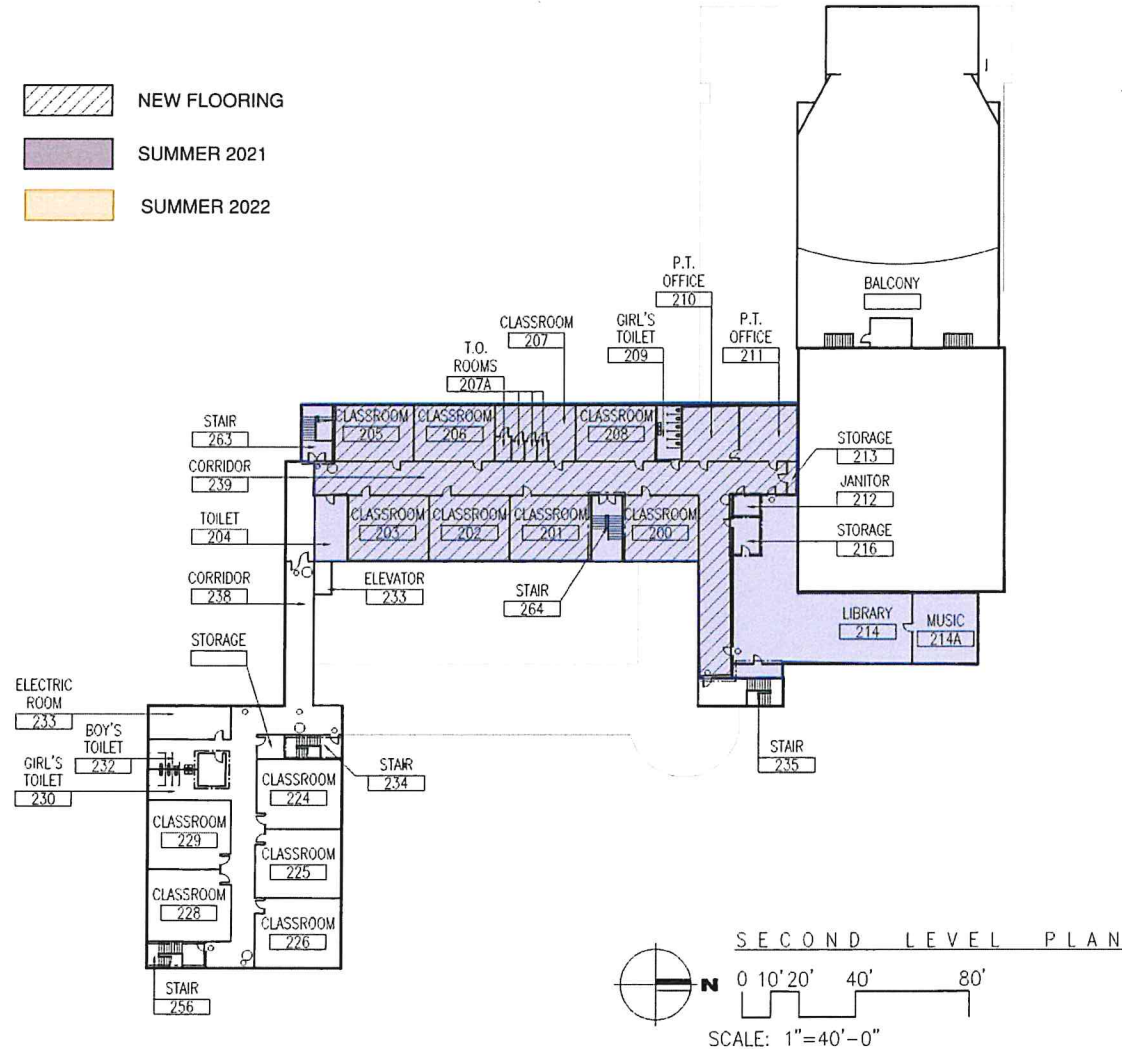 NEW FLOORING
SUMMER 2021
SUMMER 2022
BALCONY
P.T.
OFFICE
210
CLASSROOM
207
GIRL'S
TOILET
209
P.T.
OFFICE
211
T.O.
ROOMS
207A
STAIR
263
CLASSROOM
205
CLASSROOM
206
CLASSROOM
208
STORAGE
213
CORRIDOR
239
JANITOR
212
TOILET
204
CLASSROOM
203
CLASSROOM
202
CLASSROOM
201
CLASSROOM
200
STORAGE
216
CORRIDOR
238
ELEVATOR
233
STAIR
264
LIBRARY
214
MUSIC
214A
STORAGE
ELECTRIC
ROOM
233
BOY'S
TOILET
232
GIRL'S
TOILET
230
STAIR
234
STAIR
235
CLASSROOM
224
CLASSROOM
229
CLASSROOM
225
CLASSROOM
228
CLASSROOM
226
STAIR
256
N
SECOND LEVEL PLAN
0 10' 20' 40' 80'
SCALE: 1"=40'-0"